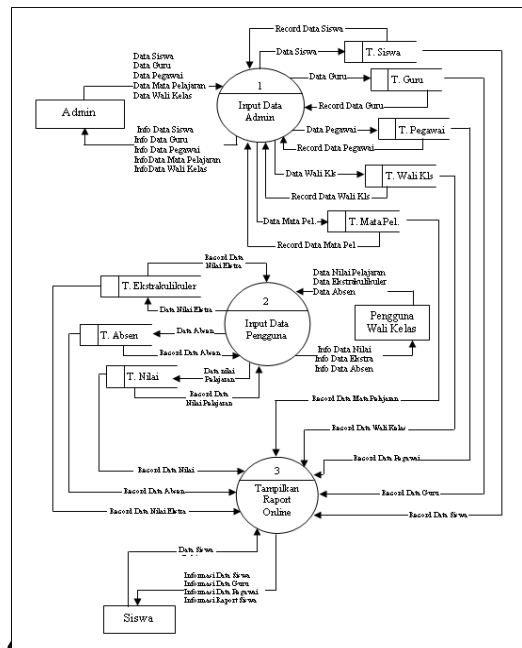 Record Data Siswa
Data Siswa
T. Siswa
Data Siswa
Data Guru
Data Pegawai
Data Mata Pelajaran
Data Wali Kelas
1
Input Data
Admin
Data Guru
T. Guru
Record Data Guru
Admin
Info Data Siswa
Info Data Guru
Info Data Pegawai
InfoData Mata Pelajaran
InfoData Wali Kelas
Data Pegawai
T. Pegawai
Record Data Pegawai
Data Wali Kls
T. Wali Kls
Record Data Wali Kls
Data Mata Pel.
T. Mata Pel.
Record Data Mata Pel
Record Data
Nilai Ekstra
T. Ekstrakulikuler
Data Nilai Ekstra
2
Input Data
Pengguna
Data Nilai Pelajaran
Data Ekstrakulikuler
Data Absen
Pengguna
Wali Kelas
T. Absen
Data Absen
Record Data Absen
Info Data Nilai
Info Data Ekstra
Info Data Absen
T. Nilai
Data nilai
Pelajaran
Record Data
Nilai Pelajaran
Record Data Mata Pelajaran
Record Data Wali Kelas
Record Data Pegawai
Record Data Nilai
3
Tampilkan
Raport
Online
Record Data Guru
Record Data Absen
Record Data Nilai Ekstra
Record Data Siswa
Data Siswa
Informasi Data Siswa
Informasi Data Guru
Informasi Data Pegawai
Informasi Raport Siswa
Siswa